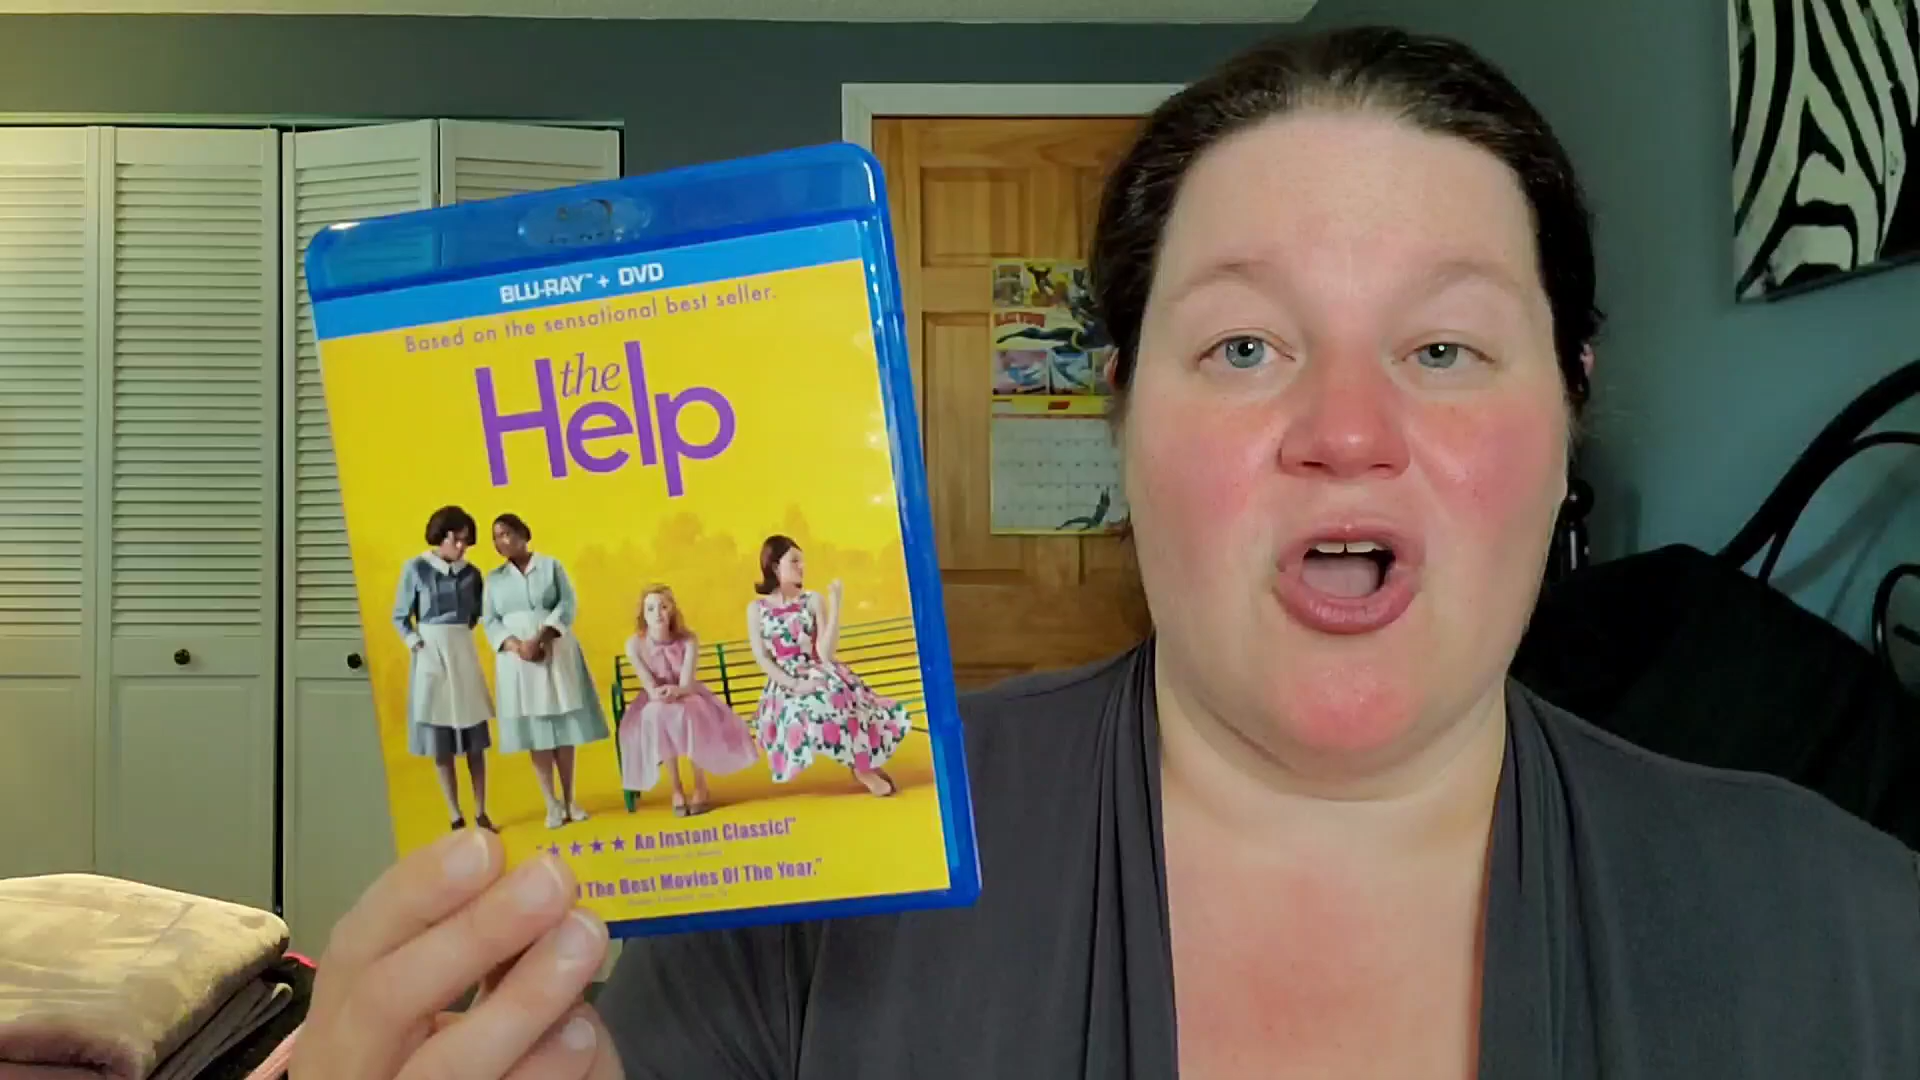 BLU-RAY™ + DVD
Based on the sensational best seller.
the
Help
"★★★★ An Instant Classic!"
The Best Movies Of The Year."